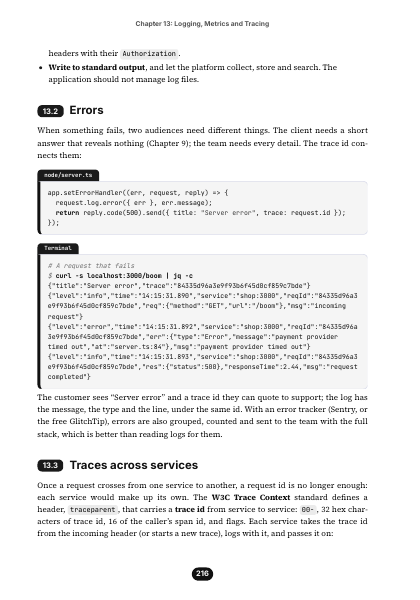 Chapter 13: Logging, Metrics and Tracing
headers with their Authorization.
• Write to standard output, and let the platform collect, store and search. The
application should not manage log files.
13.2 Errors
When something fails, two audiences need different things. The client needs a short
answer that reveals nothing (Chapter 9); the team needs every detail. The trace id con-
nects them:
node/server.ts
app.setErrorHandler((err, request, reply) => {
request.log.error({ err }, err.message);
return reply.code(500).send({ title: "Server error", trace: request.id });
});
Terminal
# A request that fails
$ curl -s localhost:3000/boom | jq -c
{"title":"Server error","trace":"84335d96a3e9f93b6f45d0cf859c7bde"}
{"level":"info","time":"14:15:31.890","service":"shop:3000","reqId":"84335d96a3
e9f93b6f45d0cf859c7bde","req":{"method":"GET","url":"/boom"},"msg":"incoming
request"}
{"level":"error","time":"14:15:31.892","service":"shop:3000","reqId":"84335d96a
3e9f93b6f45d0cf859c7bde","err":{"type":"Error","message":"payment provider
timed out","at":"server.ts:84"},"msg":"payment provider timed out"}
{"level":"info","time":"14:15:31.893","service":"shop:3000","reqId":"84335d96a3
e9f93b6f45d0cf859c7bde","res":{"status":500},"responseTime":2.44,"msg":"request
completed"}
The customer sees “Server error” and a trace id they can quote to support; the log has
the message, the type and the line, under the same id. With an error tracker (Sentry, or
the free GlitchTip), errors are also grouped, counted and sent to the team with the full
stack, which is better than reading logs for them.
13.3 Traces across services
Once a request crosses from one service to another, a request id is no longer enough:
each service would make up its own. The W3C Trace Context standard defines a
header, traceparent, that carries a trace id from service to service: 00-, 32 hex char-
acters of trace id, 16 of the caller’s span id, and flags. Each service takes the trace id
from the incoming header (or starts a new trace), logs with it, and passes it on:
216